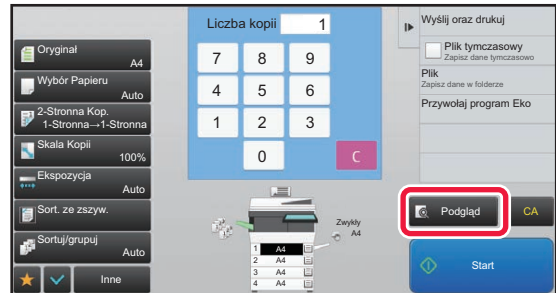 Oryginał
A4
Wybór Papieru
Auto
2-Stronna Kop.
1-Stronna→1-Stronna
Skala Kopii
100%
Ekspozycja
Auto
Sort. ze zszyw.
Sortuj/grupuj
Auto
Inne
Liczba kopii 1
7 8 9
4 5 6
1 2 3
0 C
Zwykły
A4
1 A4
2 A4
3 A4
4 A4
Wyślij oraz drukuj
Plik tymczasowy
Zapisz dane tymczasowo
Plik
Zapisz dane w folderze
Przywołaj program Eko
Podgląd
CA
Start